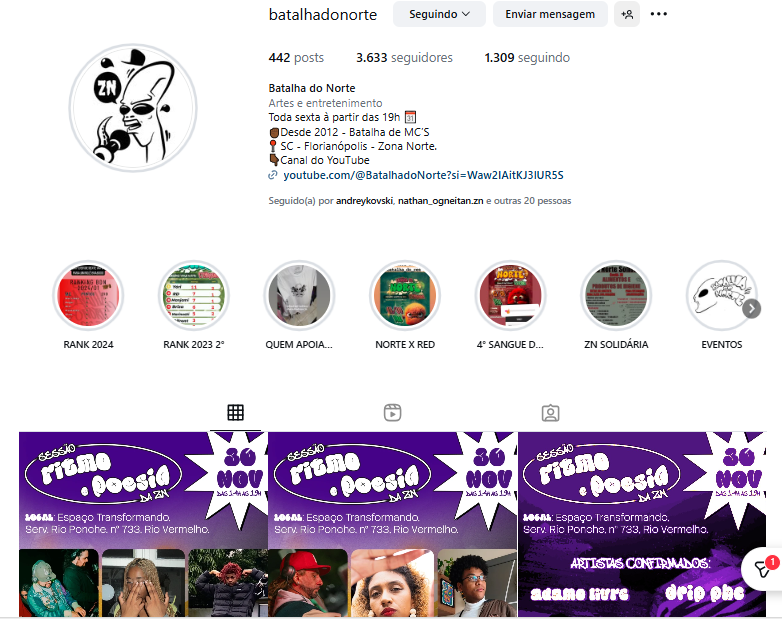 batalhadonorte
Seguindo
Enviar mensagem
442 posts
3.633 seguidores
1.309 seguindo
ZN
Batalha do Norte
Artes e entretenimento
Toda sexta à partir das 19h
Desde 2012 - Batalha de MC'S
SC - Florianópolis - Zona Norte.
Canal do YouTube
youtube.com/@BatalhadoNorte?si=Waw2IAitKJ3IUR5S
Seguido(a) por andreykovski, nathan_ogneitan.zn e outras 20 pessoas
RANK 2024
RANK 2023 2°
QUEM APOIA...
NORTE X RED
4° SANGUE D...
ZN SOLIDÁRIA
EVENTOS
SESSÃO
ritmo
e poesia
DA ZN
30
NOV
DAS 14H ÀS 19H
LOCAL: Espaço Transformando,
Serv. Rio Ponche, nº 733, Rio Vermelho.
SESSÃO
ritmo
e poesia
DA ZN
30
NOV
DAS 14H ÀS 19H
LOCAL: Espaço Transformando,
Serv. Rio Ponche, nº 733, Rio Vermelho.
SESSÃO
ritmo
e poesia
DA ZN
30
NOV
DAS 14H ÀS 19H
LOCAL: Espaço Transformando,
Serv. Rio Ponche, nº 733, Rio Vermelho.
ARTISTAS CONFIRMADOS:
adamo livre
drip phc
1